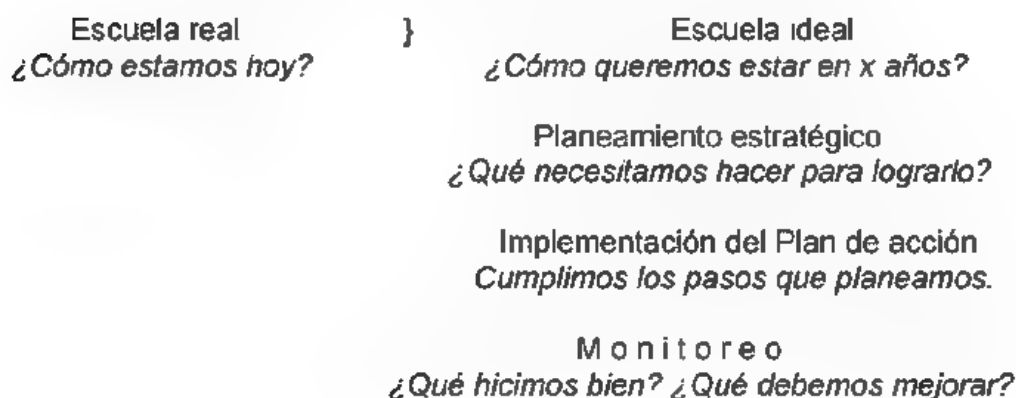 Escuela real } Escuela ideal
¿Cómo estamos hoy? ¿Cómo queremos estar en x años?
Planeamiento estratégico
¿Qué necesitamos hacer para lograrlo?
Implementación del Plan de acción
Cumplimos los pasos que planeamos.
Monitoreo
¿Qué hicimos bien? ¿Qué debemos mejorar?